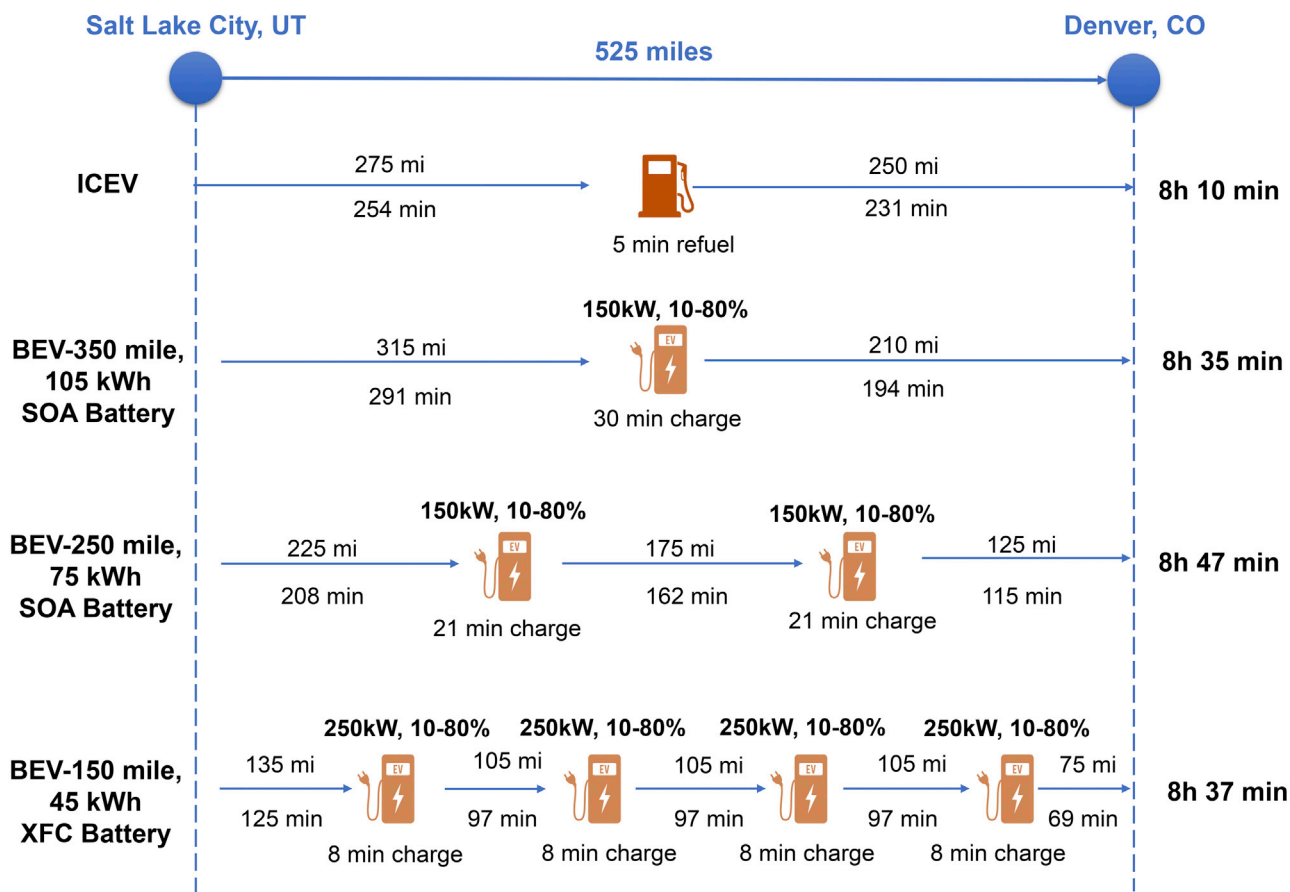 Salt Lake City, UT
Denver, CO
525 miles
ICEV
275 mi
254 min
5 min refuel
250 mi
231 min
8h 10 min
BEV-350 mile,
105 kWh
SOA Battery
315 mi
291 min
150kW, 10-80%
EV
30 min charge
210 mi
194 min
8h 35 min
BEV-250 mile,
75 kWh
SOA Battery
225 mi
208 min
150kW, 10-80%
EV
21 min charge
175 mi
162 min
150kW, 10-80%
EV
21 min charge
125 mi
115 min
8h 47 min
BEV-150 mile,
45 kWh
XFC Battery
135 mi
125 min
250kW, 10-80%
EV
8 min charge
105 mi
97 min
250kW, 10-80%
EV
8 min charge
105 mi
97 min
250kW, 10-80%
EV
8 min charge
105 mi
97 min
250kW, 10-80%
EV
8 min charge
75 mi
69 min
8h 37 min